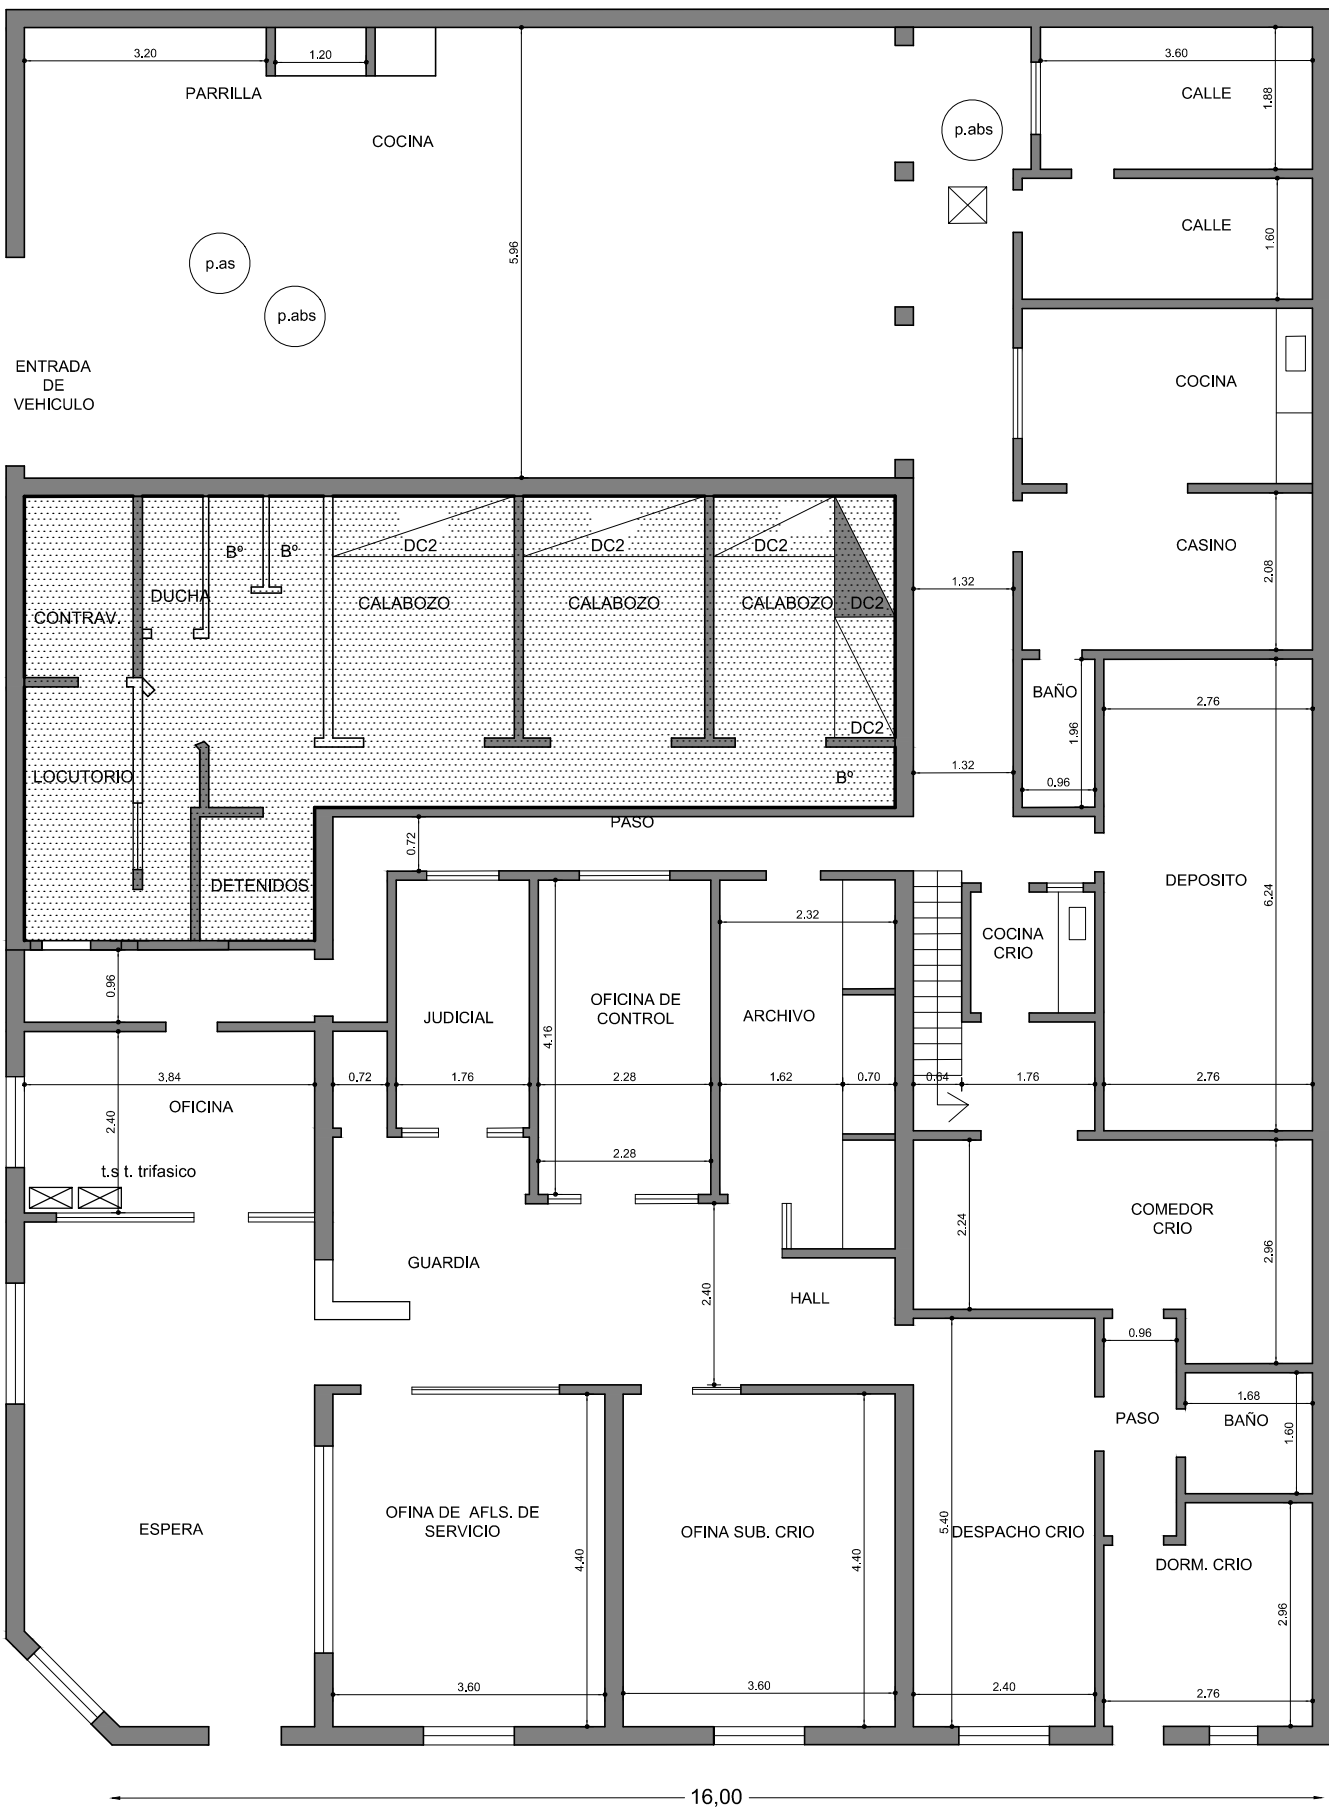 3.20
1.20
3.60
PARRILLA
CALLE
1.88
COCINA
p.abs
CALLE
1.60
5.96
p.as
p.abs
ENTRADA
DE
VEHICULO
COCINA
Bº
Bº
DC2
DC2
DC2
CASINO
2.08
DUCHA
CONTRAV.
CALABOZO
CALABOZO
CALABOZO
DC2
1.32
BAÑO
1.96
2.76
DC2
LOCUTORIO
Bº
1.32
0.96
PASO
0.72
DETENIDOS
DEPOSITO
6.24
2.32
COCINA
CRIO
0.96
JUDICIAL
OFICINA DE
CONTROL
4.16
ARCHIVO
3.84
0.72
1.76
2.28
1.62
0.70
0.64
1.76
2.76
OFICINA
2.40
2.28
t.s t. trifasico
COMEDOR
CRIO
2.24
2.96
GUARDIA
2.40
HALL
0.96
1.68
PASO
BAÑO
1.60
ESPERA
OFINA DE AFLS. DE
SERVICIO
4.40
OFINA SUB. CRIO
4.40
5.40
DESPACHO CRIO
DORM. CRIO
2.96
3.60
3.60
2.40
2.76
16,00